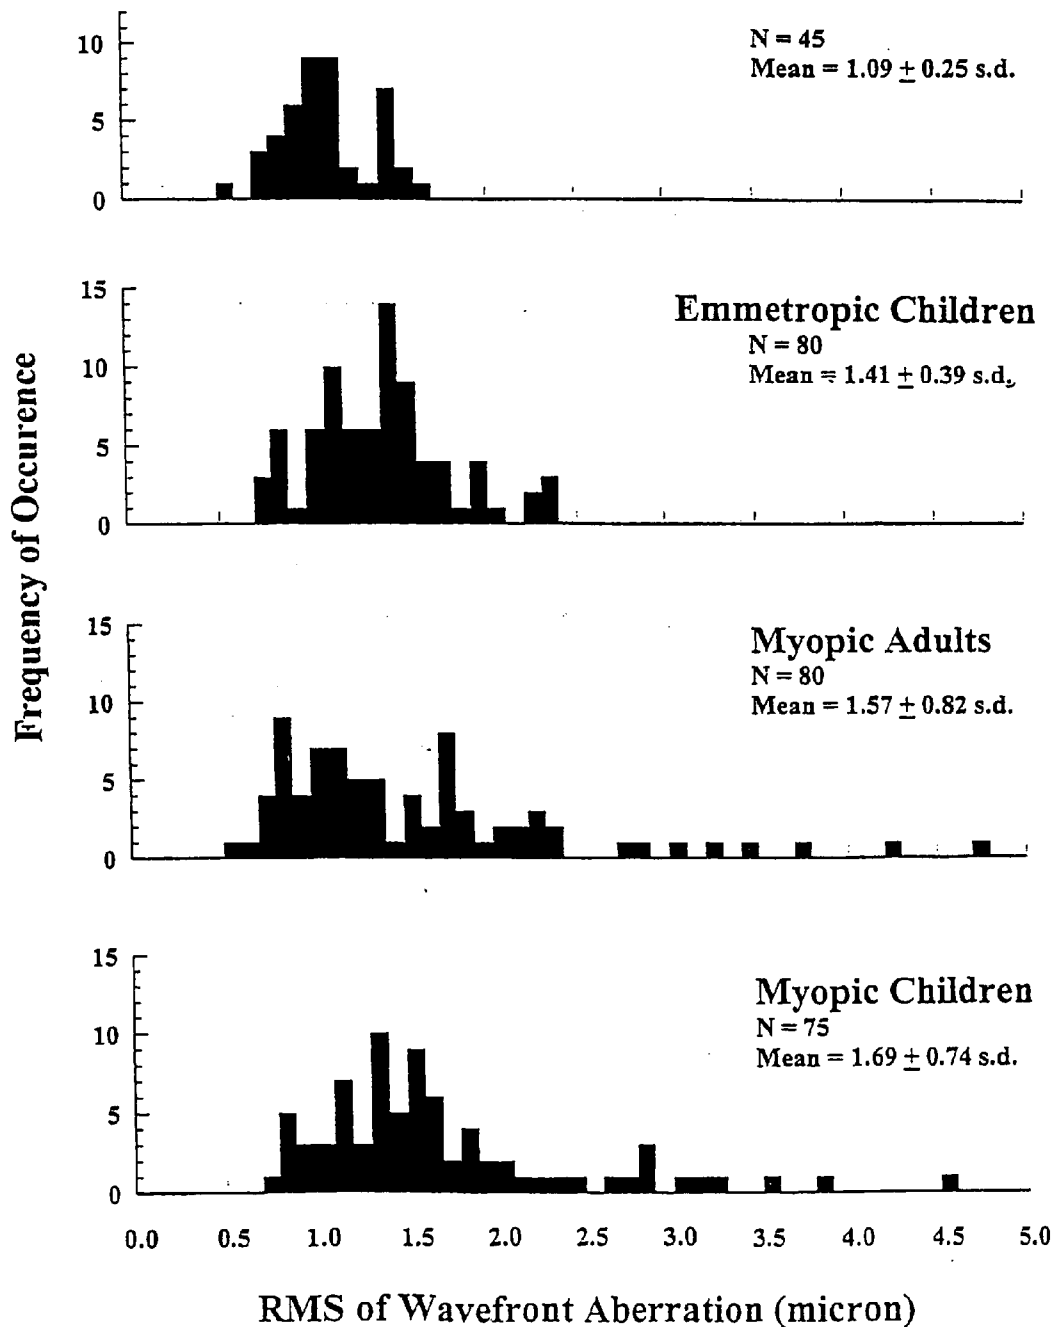 10
5
0
N = 45
Mean = 1.09 ± 0.25 s.d.
15
10
5
0
Emmetropic Children
N = 80
Mean = 1.41 ± 0.39 s.d.
Frequency of Occurence
15
10
5
0
Myopic Adults
N = 80
Mean = 1.57 ± 0.82 s.d.
15
10
5
0
Myopic Children
N = 75
Mean = 1.69 ± 0.74 s.d.
0.0 0.5 1.0 1.5 2.0 2.5 3.0 3.5 4.0 4.5 5.0
RMS of Wavefront Aberration (micron)